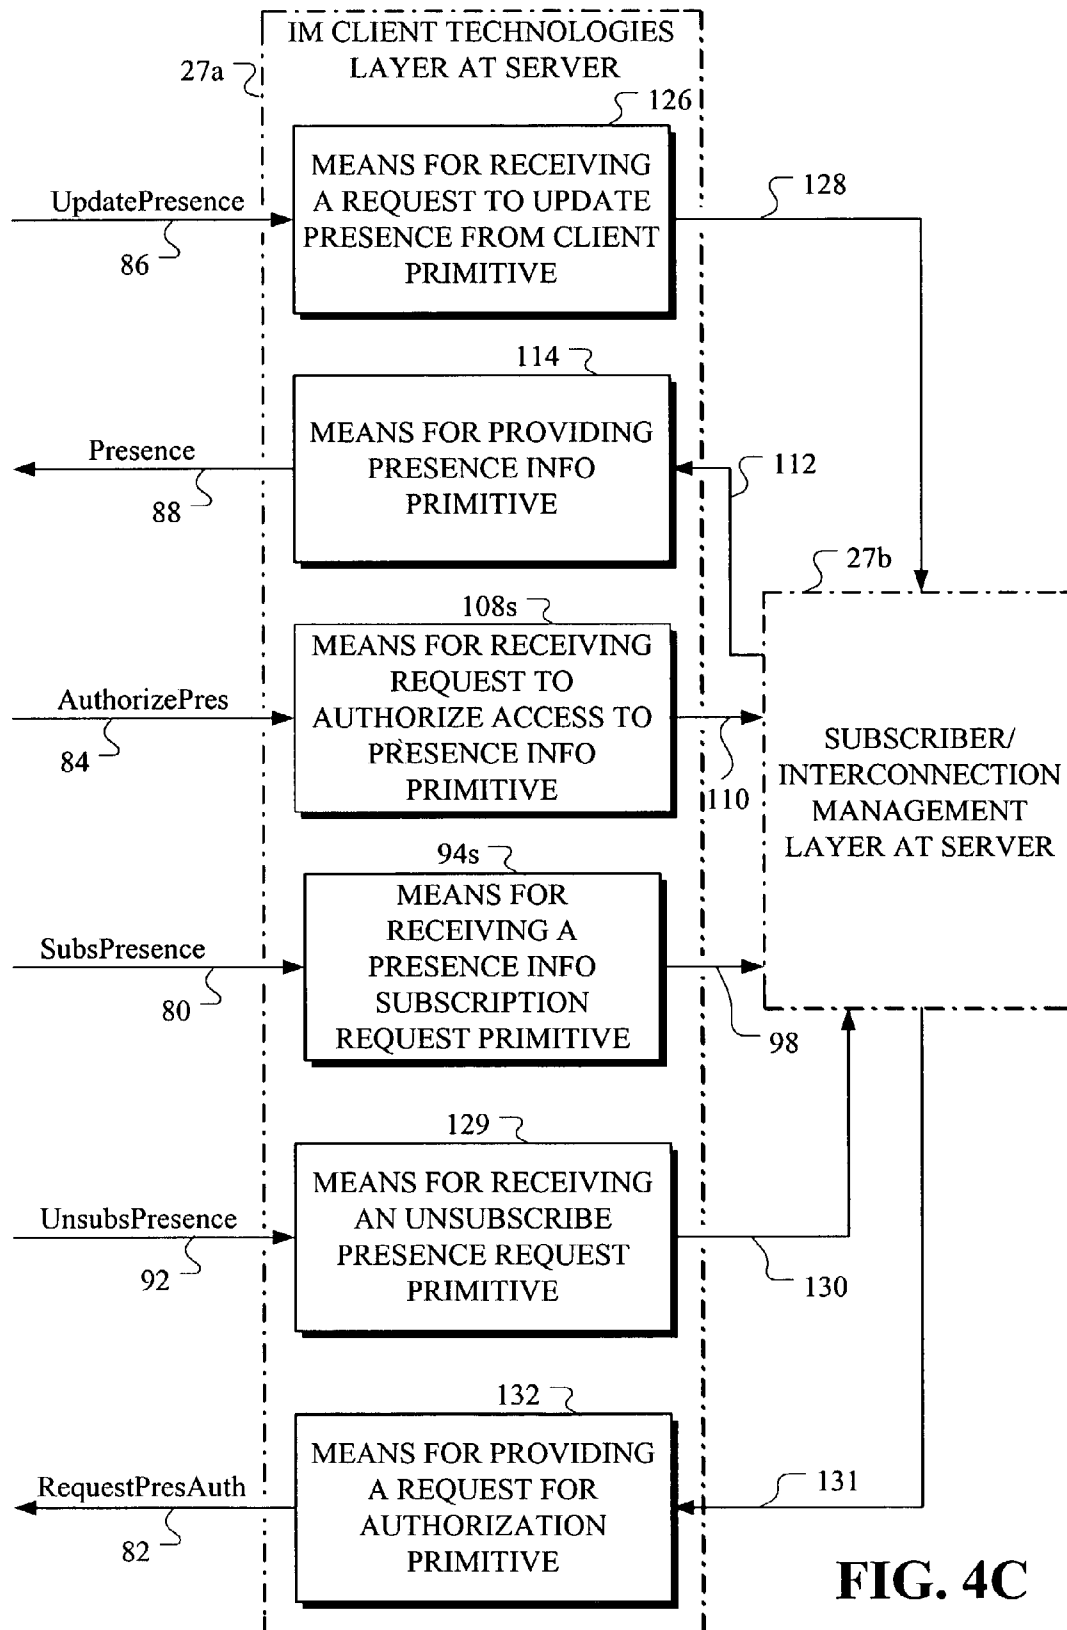 IM CLIENT TECHNOLOGIES
LAYER AT SERVER
27a
126
MEANS FOR RECEIVING
A REQUEST TO UPDATE
PRESENCE FROM CLIENT
PRIMITIVE
UpdatePresence
86
128
114
MEANS FOR PROVIDING
PRESENCE INFO
PRIMITIVE
Presence
88
112
27b
108s
MEANS FOR RECEIVING
REQUEST TO
AUTHORIZE ACCESS TO
PRESENCE INFO
PRIMITIVE
AuthorizePres
84
110
SUBSCRIBER/
INTERCONNECTION
MANAGEMENT
LAYER AT SERVER
94s
MEANS FOR
RECEIVING A
PRESENCE INFO
SUBSCRIPTION
REQUEST PRIMITIVE
SubsPresence
80
98
129
MEANS FOR RECEIVING
AN UNSUBSCRIBE
PRESENCE REQUEST
PRIMITIVE
UnsubsPresence
92
130
132
MEANS FOR PROVIDING
A REQUEST FOR
AUTHORIZATION
PRIMITIVE
RequestPresAuth
82
131
FIG. 4C